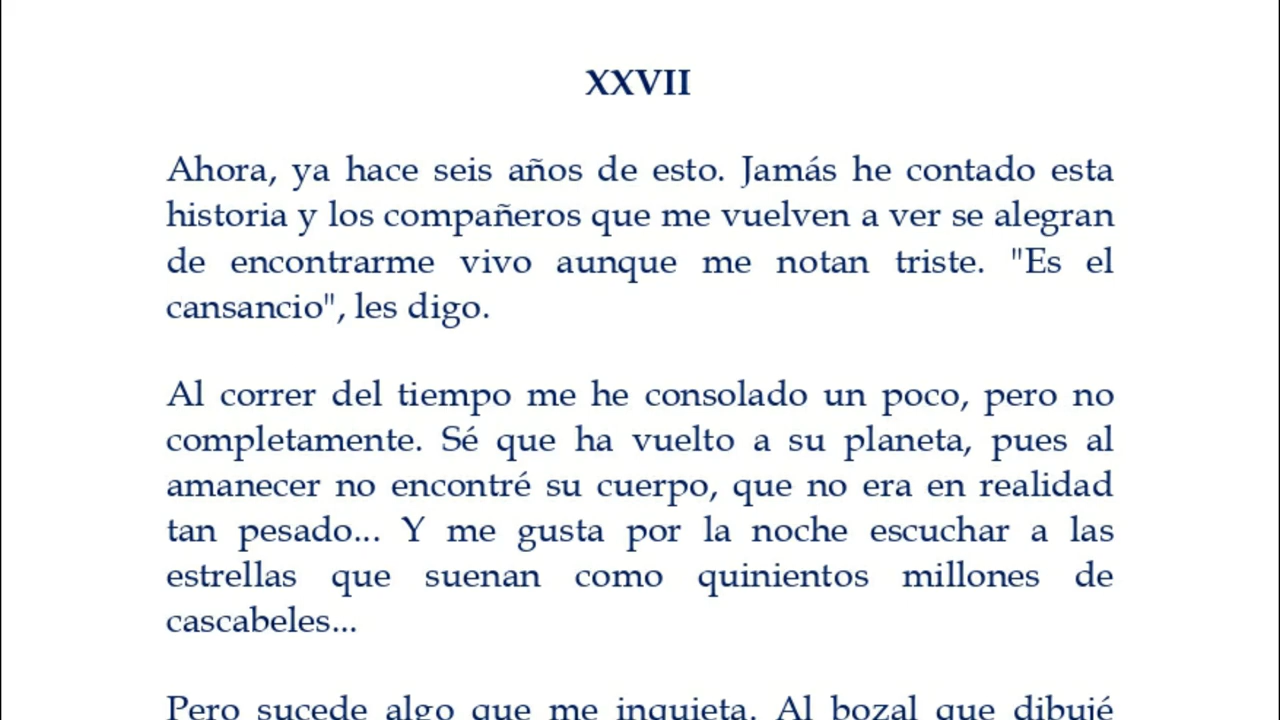 XXVII
Ahora, ya hace seis años de esto. Jamás he contado esta
historia y los compañeros que me vuelven a ver se alegran
de encontrarme vivo aunque me notan triste. "Es el
cansancio", les digo.
Al correr del tiempo me he consolado un poco, pero no
completamente. Sé que ha vuelto a su planeta, pues al
amanecer no encontré su cuerpo, que no era en realidad
tan pesado... Y me gusta por la noche escuchar a las
estrellas que suenan como quinientos millones de
cascabeles...
Pero sucede algo que me inquieta. Al bozal que dibujé